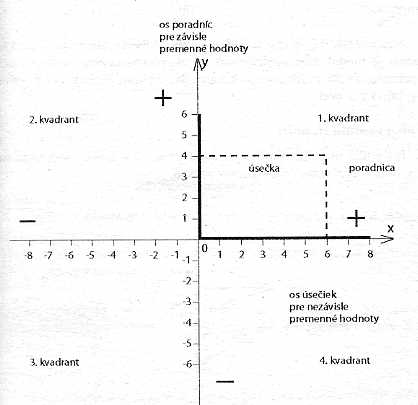 os poradníc
pre závisle
premenné hodnoty
y
+
2. kvadrant
1. kvadrant
6
5
4
3
2
1
úsečka
poradnica
+
−
x
-8 -7 -6 -5 -4 -3 -2 -1 0 1 2 3 4 5 6 7 8
-1
-2
-3
-4
-5
-6
os úsečiek
pre nezávisle
premenné hodnoty
3. kvadrant
4. kvadrant
−